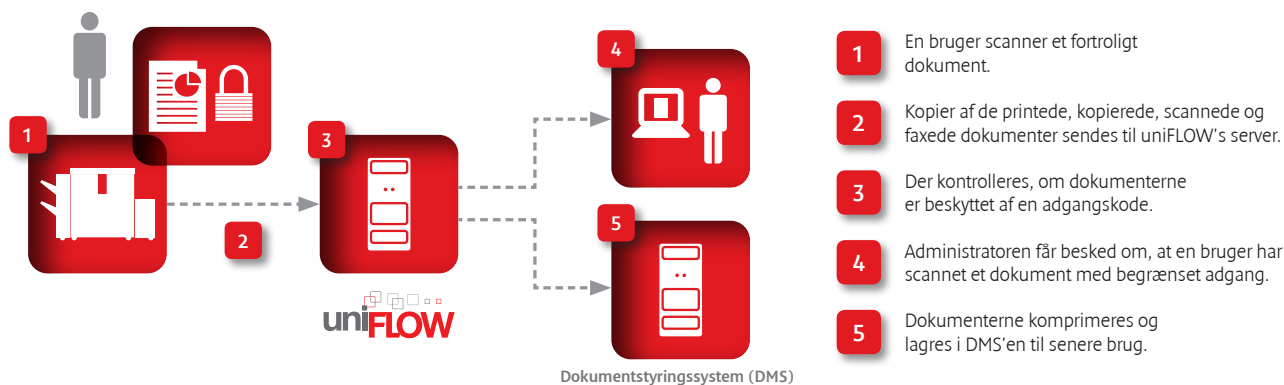 1
2
3
uniFLOW
4
5
Dokumentstyringssystem (DMS)
1
En bruger scanner et fortroligt
dokument.
2
Kopier af de printede, kopierede, scannede og
faxede dokumenter sendes til uniFLOW's server.
3
Der kontrolleres, om dokumenterne
er beskyttet af en adgangskode.
4
Administratoren får besked om, at en bruger har
scannet et dokument med begrænset adgang.
5
Dokumenterne komprimeres og
lagres i DMS'en til senere brug.